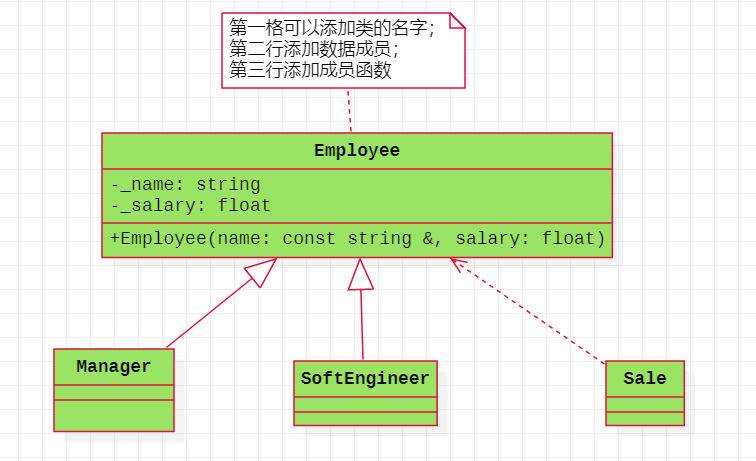 第一格可以添加类的名字；
第二行添加数据成员；
第三行添加成员函数
Employee
-_name: string
-_salary: float
+Employee(name: const string &, salary: float)
Manager
SoftEngineer
Sale